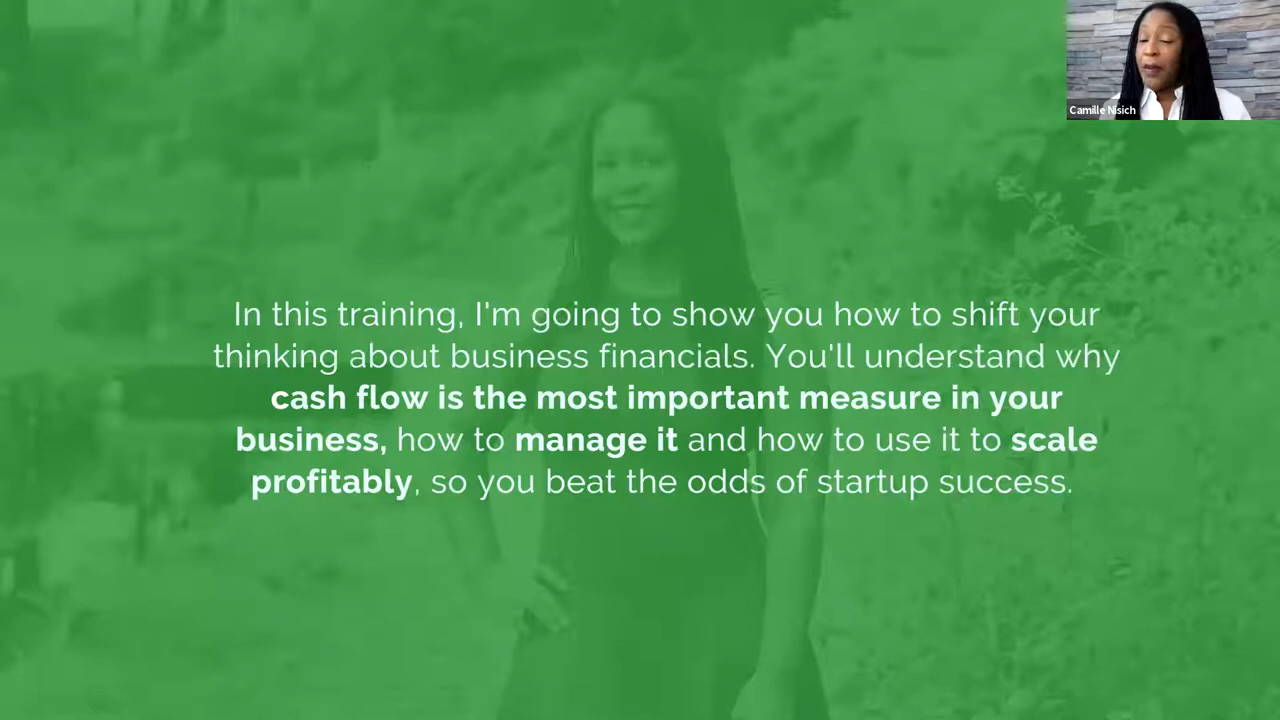 Camille Nisich
In this training, I'm going to show you how to shift your
thinking about business financials. You'll understand why
cash flow is the most important measure in your
business, how to manage it and how to use it to scale
profitably, so you beat the odds of startup success.